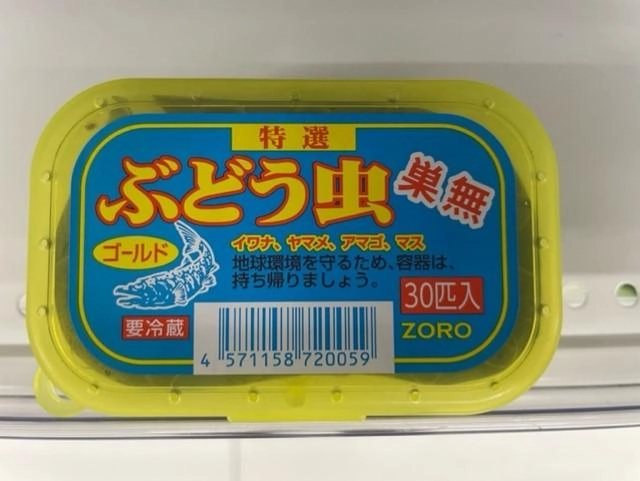 特選
ぶどう虫
巣無
ゴールド
イワナ、ヤマメ、アマゴ、マス
地球環境を守るため、容器は、
持ち帰りましょう。
30匹入
要冷蔵
ZORO
4 571158 720059